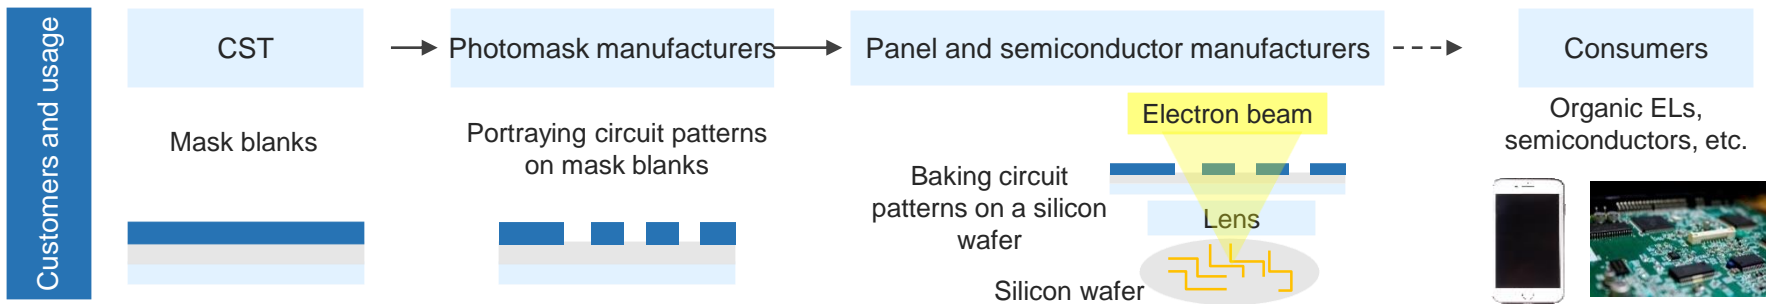 Customers and usage
CST
Photomask manufacturers
Panel and semiconductor manufacturers
Consumers
Mask blanks
Portraying circuit patterns
on mask blanks
Electron beam
Baking circuit
patterns on a silicon
wafer
Lens
Silicon wafer
Organic ELs,
semiconductors, etc.